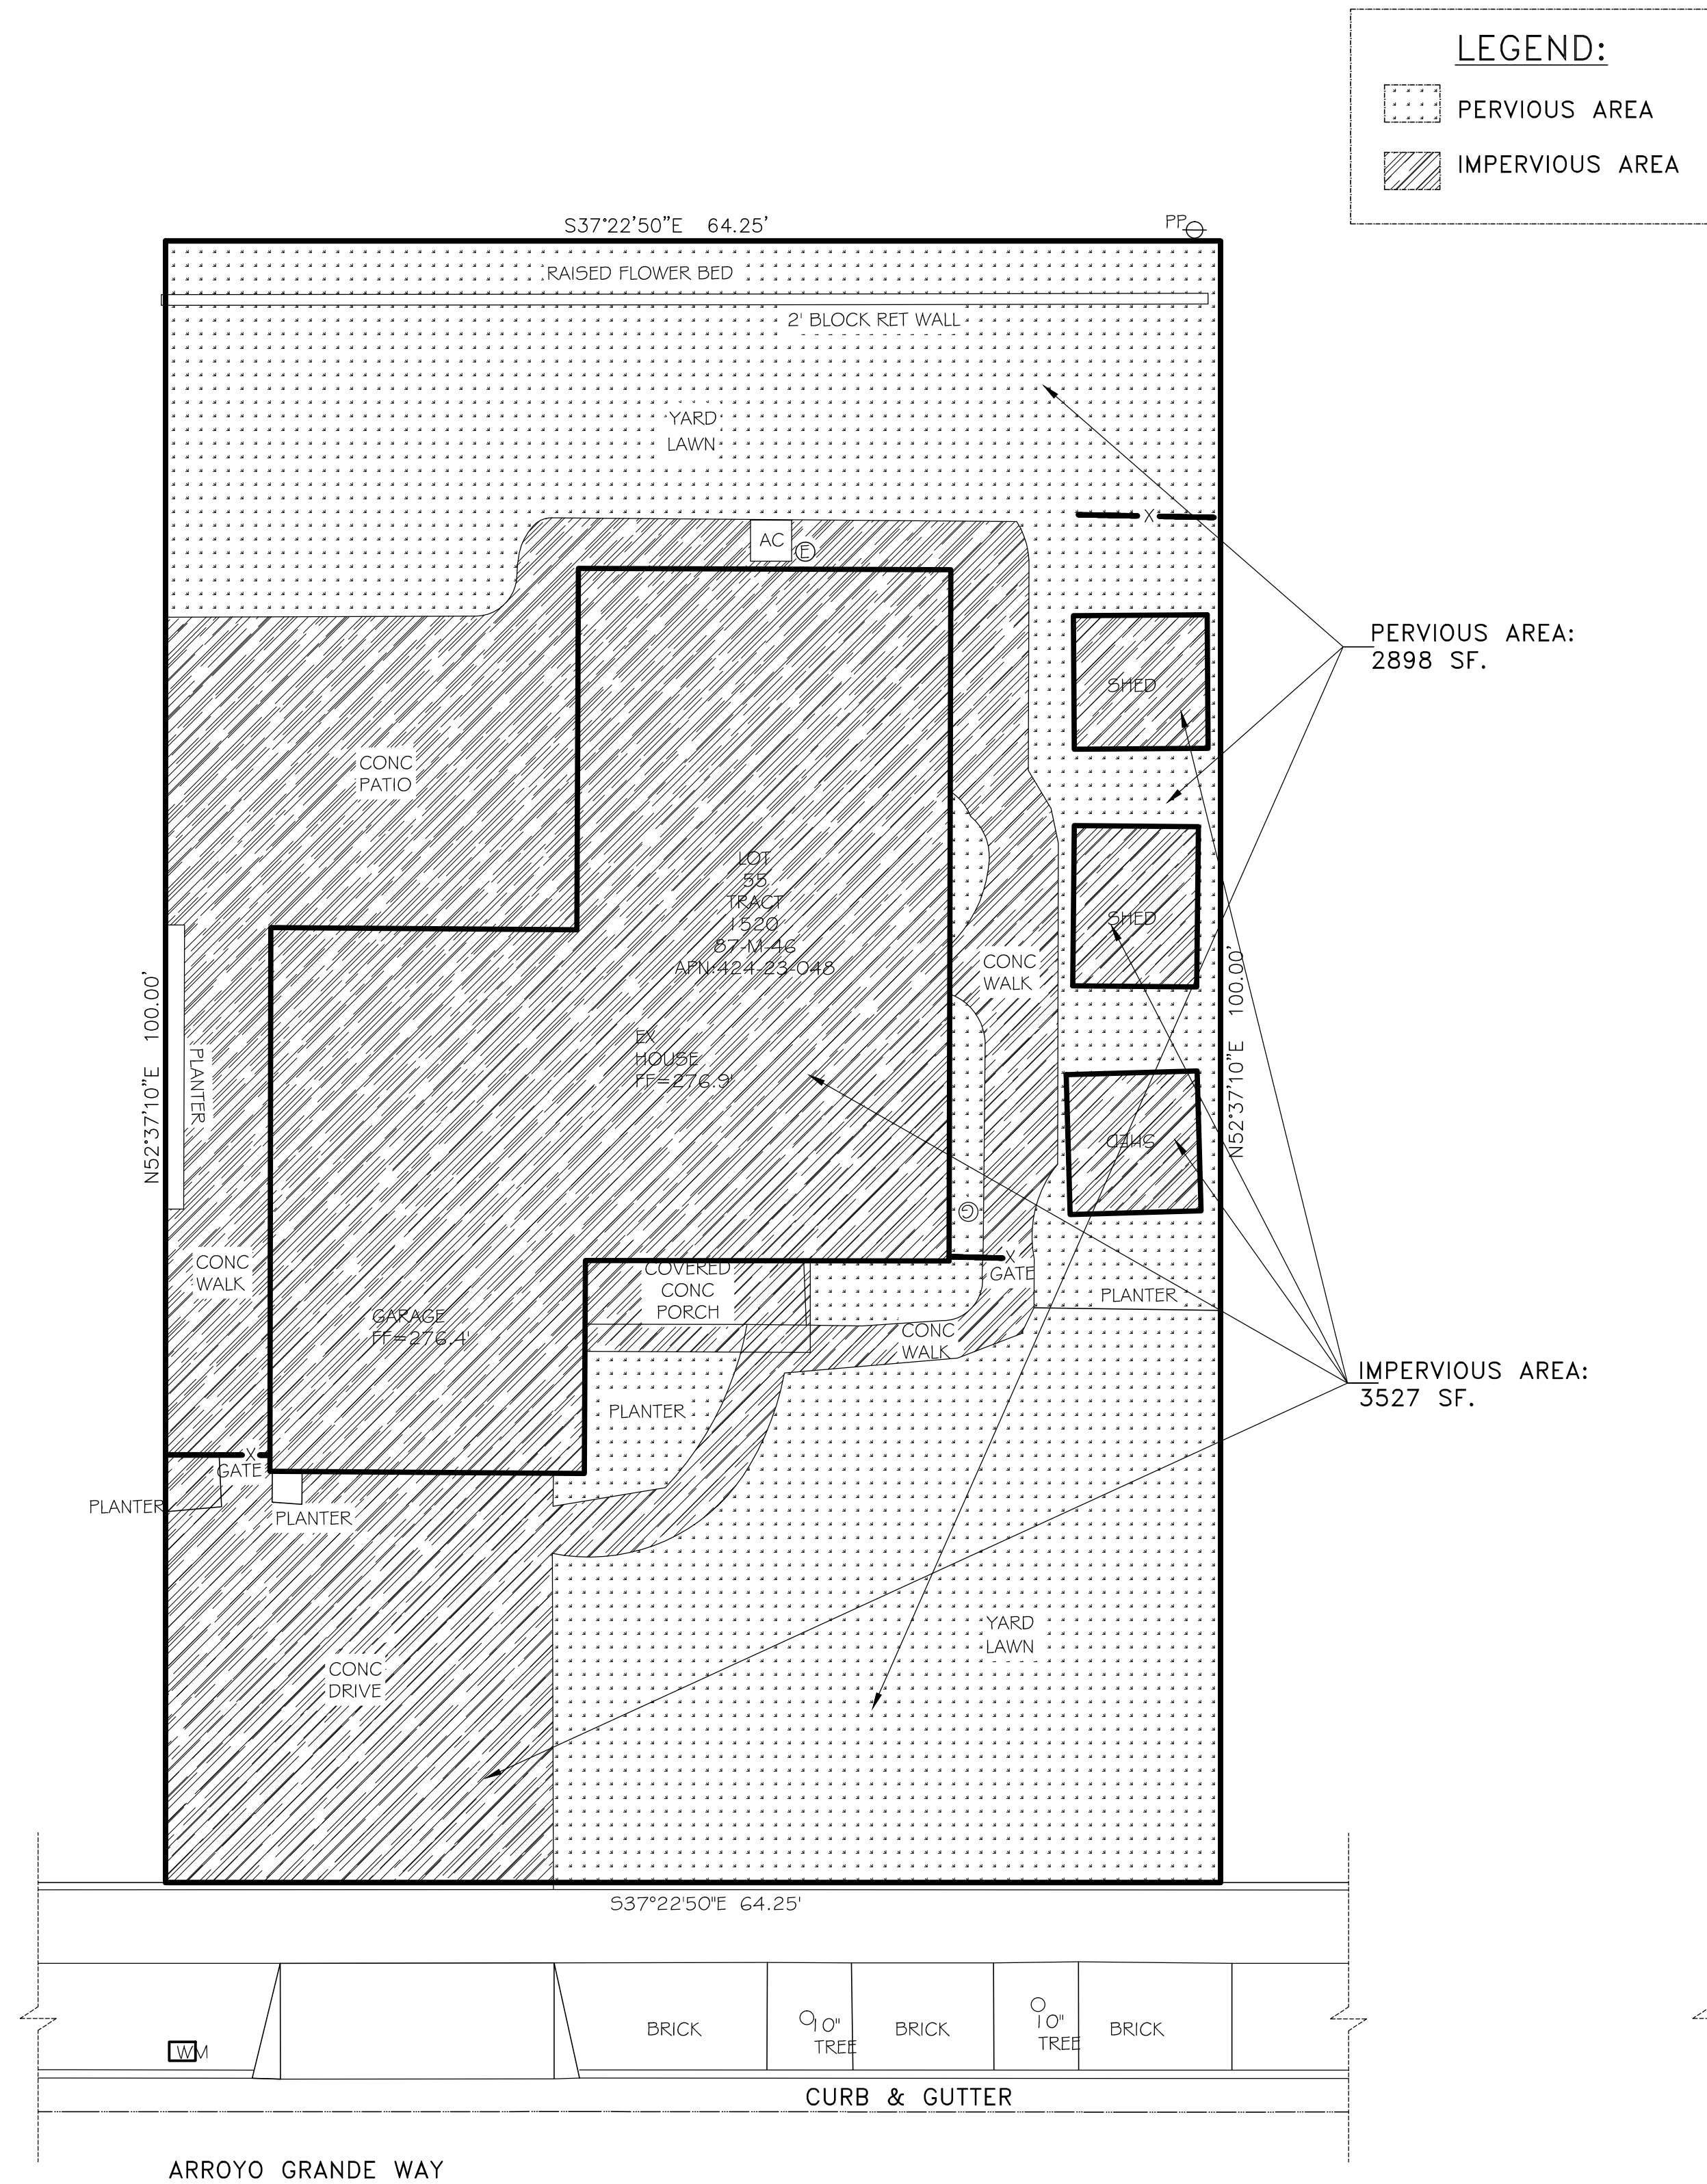 LEGEND:
PERVIOUS AREA
IMPERVIOUS AREA
S37°22'50"E 64.25'
PP
RAISED FLOWER BED
2' BLOCK RET WALL
YARD
LAWN
X
AC
E
PERVIOUS AREA:
2898 SF.
SHED
CONC
PATIO
LOT
55
TRACT
1520
87-M-46
APN:424-23-048
SHED
CONC
WALK
N52°37'10"E 100.00'
N52°37'10"E 100.00'
PLANTER
EX
HOUSE
FF=276.9'
SHED
G
CONC
WALK
X
GATE
COVERED
CONC
PORCH
PLANTER
GARAGE
FF=276.4'
CONC
WALK
IMPERVIOUS AREA:
3527 SF.
PLANTER
X
GATE
PLANTER
PLANTER
YARD
LAWN
CONC
DRIVE
S37°22'50"E 64.25'
BRICK
10"
TREE
BRICK
10"
TREE
BRICK
WM
CURB & GUTTER
ARROYO GRANDE WAY